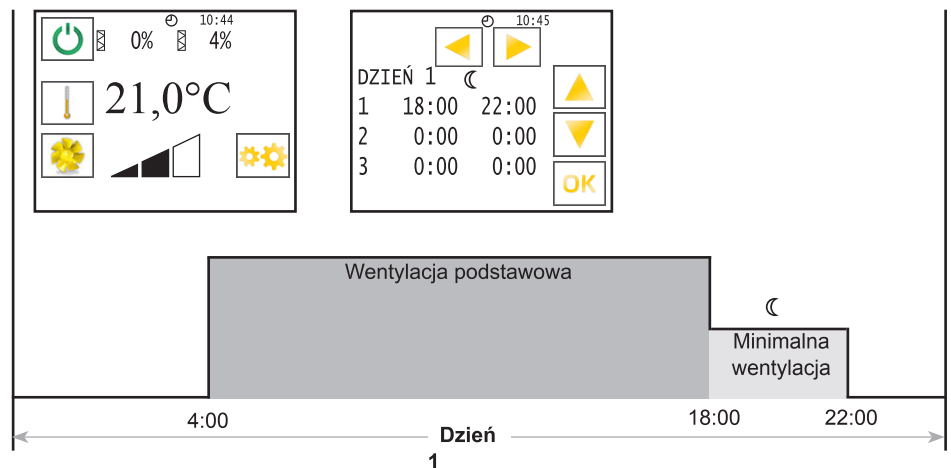 10:44
0% 4%
21,0°C
10:45
DZIEŃ 1
1 18:00 22:00
2 0:00 0:00
3 0:00 0:00
OK
Wentylacja podstawowa
Minimalna
wentylacja
4:00 18:00 22:00
Dzień
1